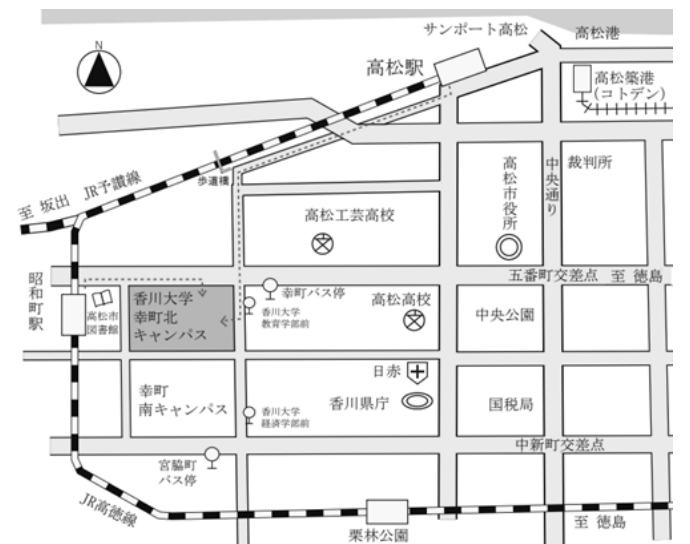 サンポート高松
高松港
N
高松駅
高松築港
(コトデン)
歩道橋
高松市役所
中央通り
裁判所
至 坂出 JR予讃線
高松工芸高校
五番町交差点 至 徳島
昭和町駅
高松市
図書館
香川大学
幸町北
キャンパス
幸町バス停
香川大学
教育学部前
高松高校
中央公園
日赤
幸町
南キャンパス
香川大学
経済学部前
香川県庁
国税局
中新町交差点
宮脇町
バス停
JR高徳線
栗林公園
至 徳島